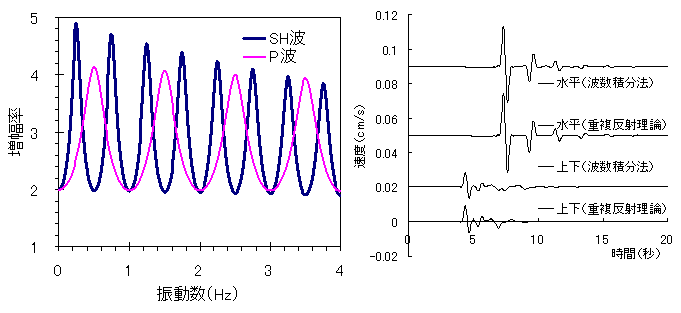 5
4
3
2
1
増幅率
SH波
P波
0
1
2
3
4
振動数(Hz)
0.12
0.1
0.08
0.06
0.04
0.02
0
-0.02
速度(cm/s)
水平(波数積分法)
水平(重複反射理論)
上下(波数積分法)
上下(重複反射理論)
0
5
10
15
20
時間(秒)